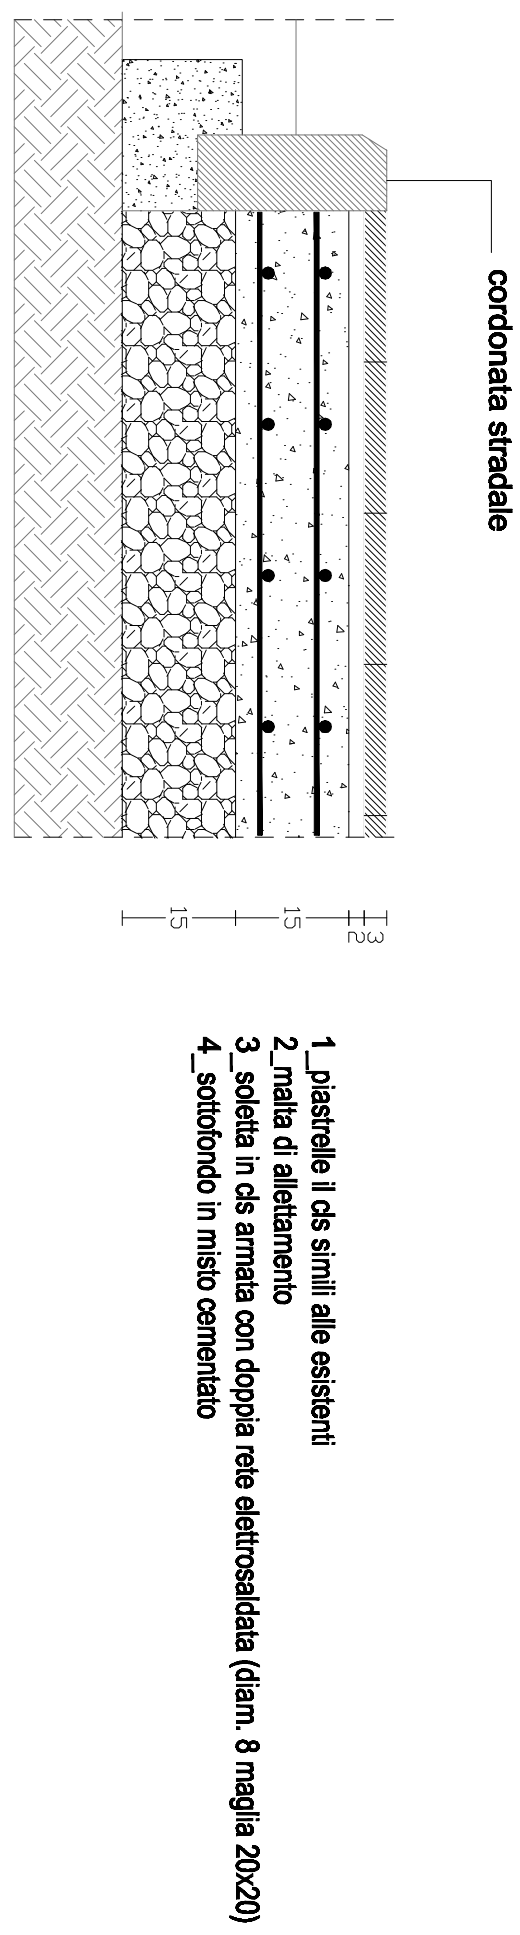 cordonata stradale
3
2
15
15
1_piastrelle il cls simili alle esistenti
2_malta di allettamento
3_soletta in cls armata con doppia rete elettrosaldata (diam. 8 maglia 20x20)
4_sottofondo in misto cementato